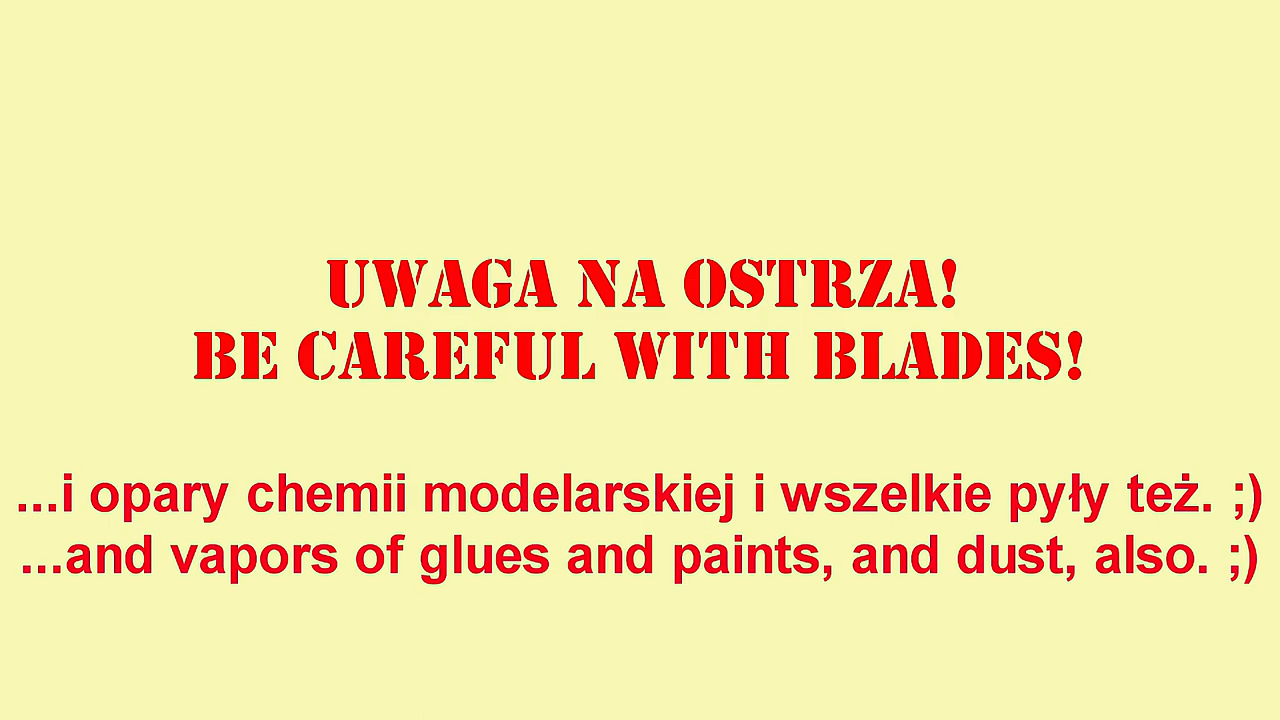 UWAGA NA OSTRZA!
BE CAREFUL WITH BLADES!
...i opary chemii modelarskiej i wszelkie pyły też. ;)
...and vapors of glues and paints, and dust, also. ;)